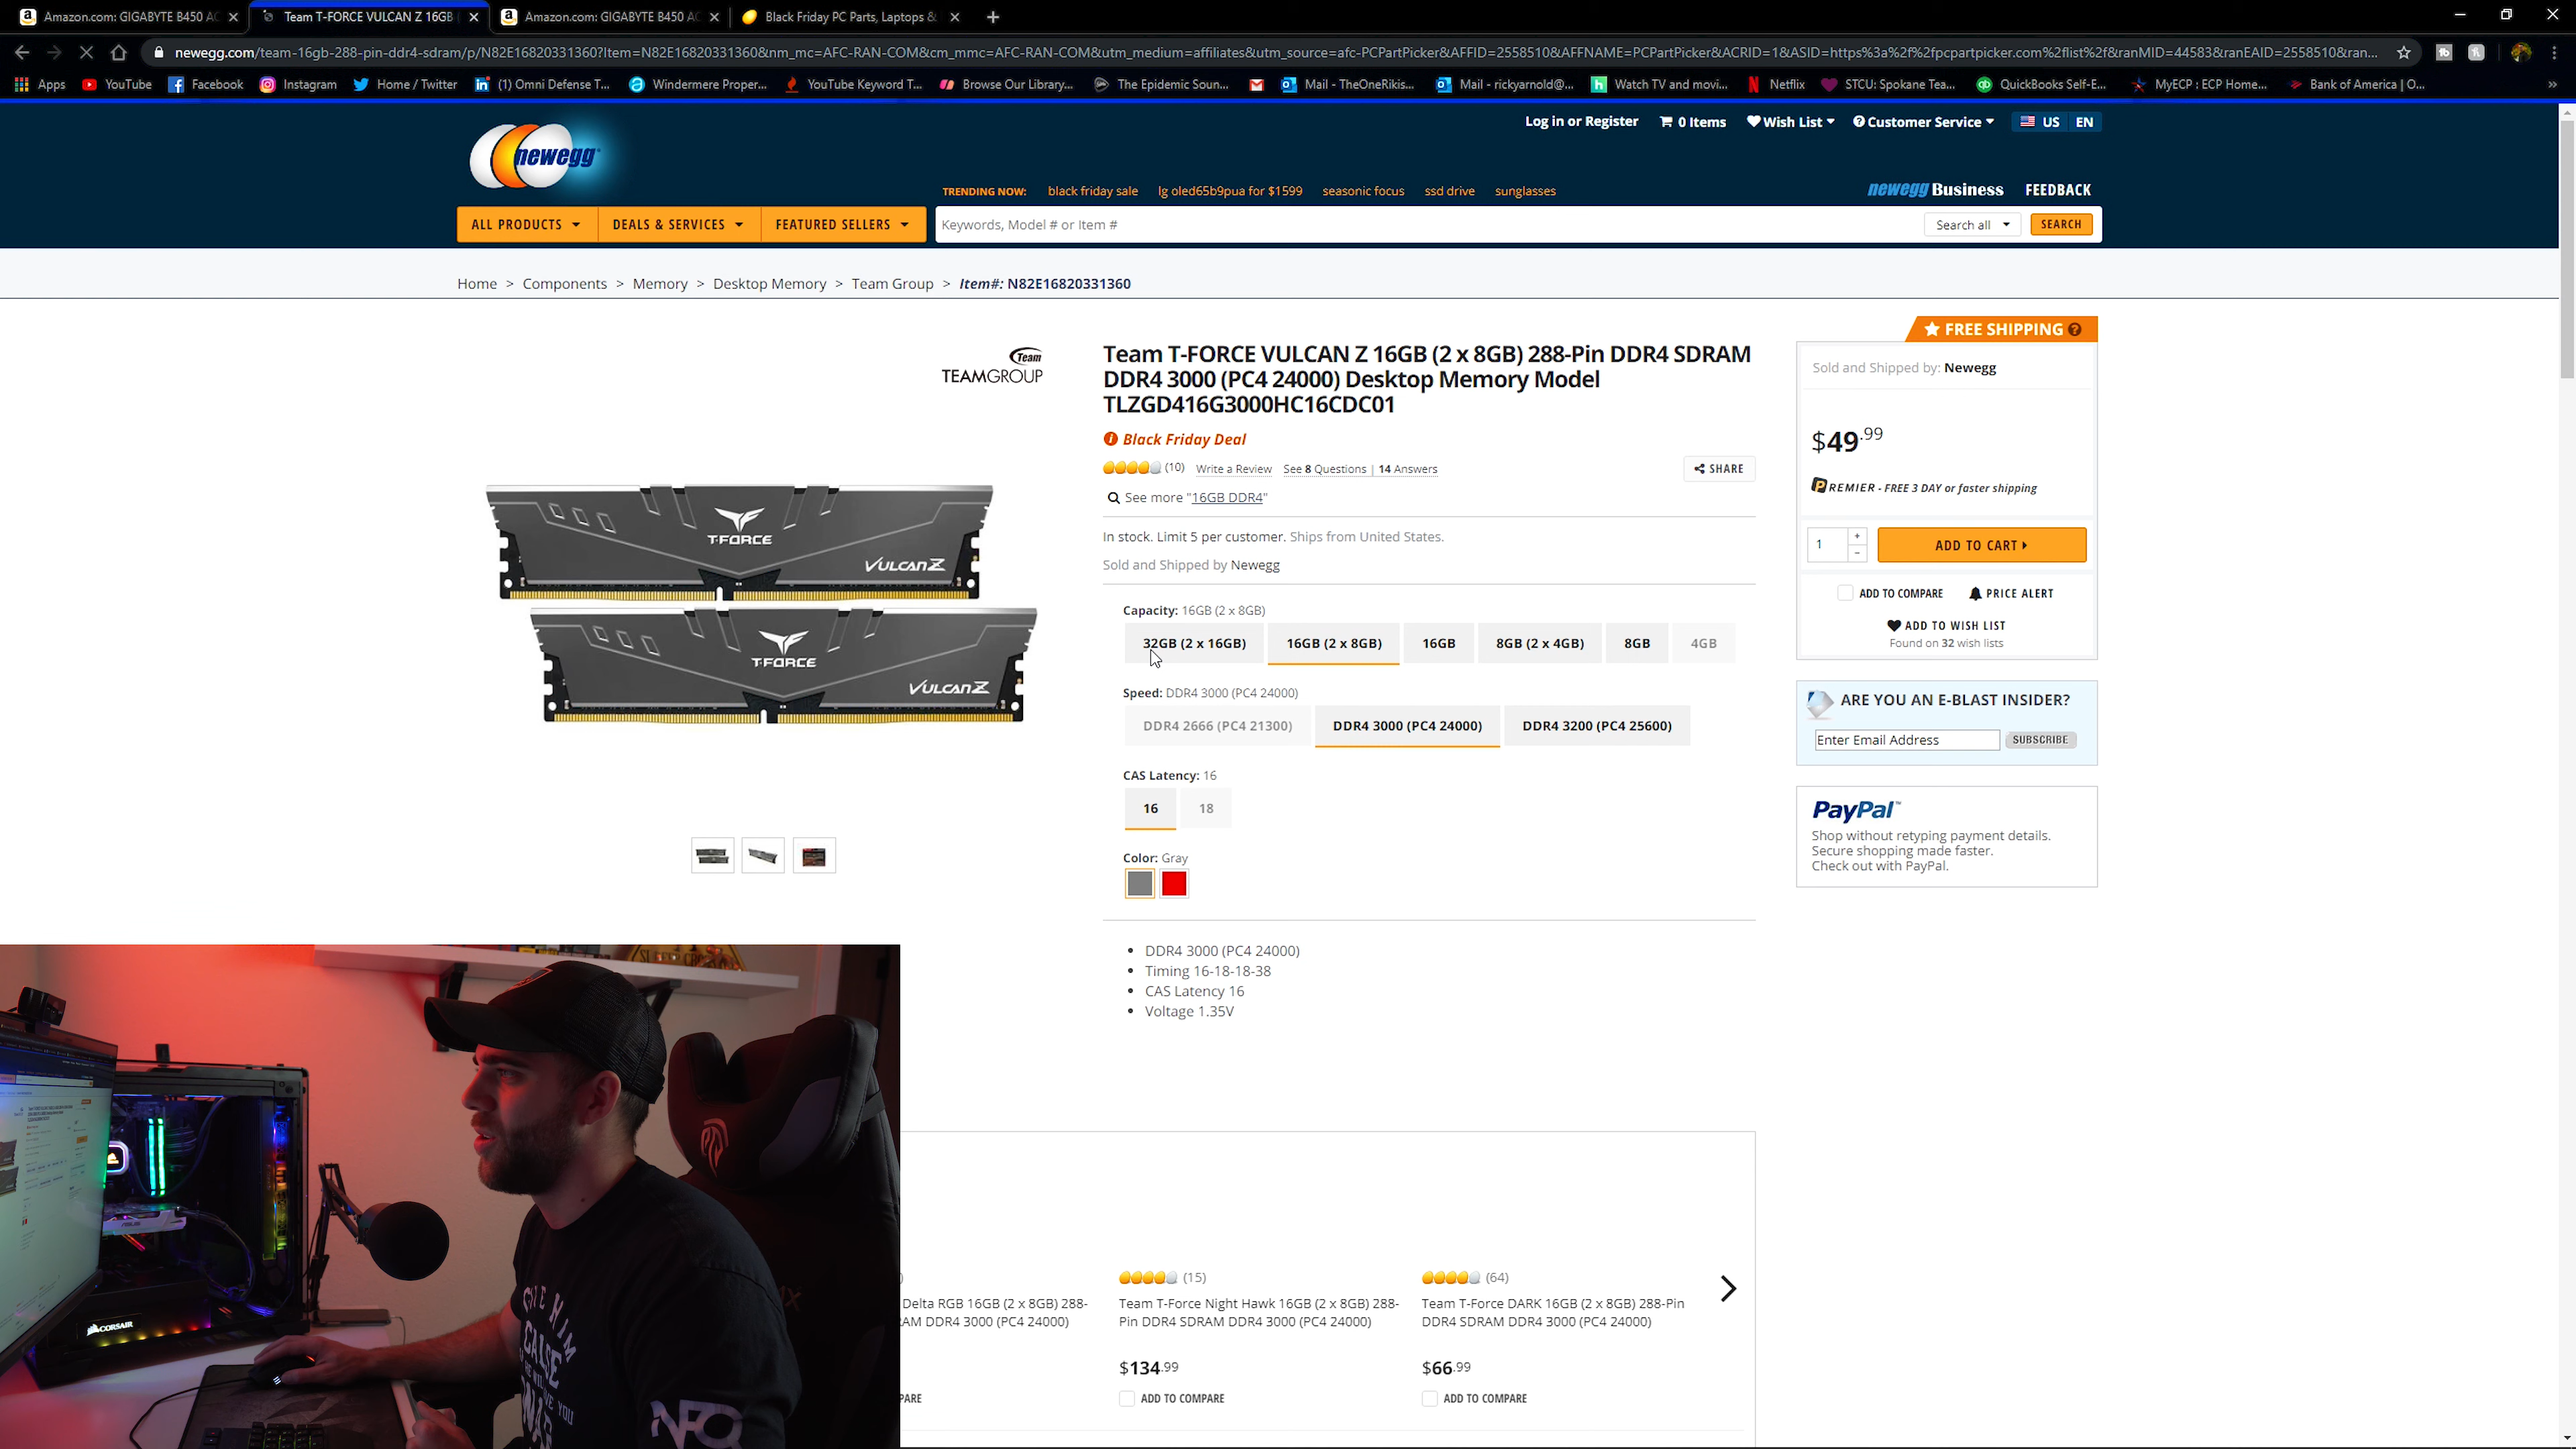 Amazon.com: GIGABYTE B450 AC
Team T-FORCE VULCAN Z 16GB
Amazon.com: GIGABYTE B450 AC
Black Friday PC Parts, Laptops &
newegg.com/team-16gb-288-pin-ddr4-sdram/p/N82E16820331360?Item=N82E16820331360&nm_mc=AFC-RAN-COM&cm_mmc=AFC-RAN-COM&utm_medium=affiliates&utm_source=afc-PCPartPicker&AFFID=2558510&AFFNAME=PCPartPicker&ACRID=1&ASID=https%3a%2f%2fpcpartpicker.com%2flist%2f&ranMID=44583&ranEAID=2558510&ran...
Apps YouTube Facebook Instagram Home / Twitter (1) Omni Defense T... Windermere Proper... YouTube Keyword T... Browse Our Library... The Epidemic Soun... Mail - TheOneRikis... Mail - rickyarnold@... Watch TV and movi... Netflix STCU: Spokane Tea... QuickBooks Self-E... MyECP : ECP Home... Bank of America | O... »
newegg
Log in or Register 0 Items Wish List Customer Service US EN
TRENDING NOW: black friday sale lg oled65b9pua for $1599 seasonic focus ssd drive sunglasses
newegg Business FEEDBACK
ALL PRODUCTS DEALS & SERVICES FEATURED SELLERS Keywords, Model # or Item # Search all SEARCH
Home > Components > Memory > Desktop Memory > Team Group > Item#: N82E16820331360
Team
TEAMGROUP
T-FORCE
VULCANZ
T-FORCE
VULCANZ
Team T-FORCE VULCAN Z 16GB (2 x 8GB) 288-Pin DDR4 SDRAM
DDR4 3000 (PC4 24000) Desktop Memory Model
TLZGD416G3000HC16CDC01
Black Friday Deal
(10) Write a Review See 8 Questions | 14 Answers
SHARE
See more "16GB DDR4"
In stock. Limit 5 per customer. Ships from United States.
Sold and Shipped by Newegg
Capacity: 16GB (2 x 8GB)
32GB (2 x 16GB) 16GB (2 x 8GB) 16GB 8GB (2 x 4GB) 8GB 4GB
Speed: DDR4 3000 (PC4 24000)
DDR4 2666 (PC4 21300) DDR4 3000 (PC4 24000) DDR4 3200 (PC4 25600)
CAS Latency: 16
16 18
Color: Gray
• DDR4 3000 (PC4 24000)
• Timing 16-18-18-38
• CAS Latency 16
• Voltage 1.35V
FREE SHIPPING
Sold and Shipped by: Newegg
$49.99
PREMIER - FREE 3 DAY or faster shipping
1 + − ADD TO CART
ADD TO COMPARE PRICE ALERT
ADD TO WISH LIST
Found on 32 wish lists
ARE YOU AN E-BLAST INSIDER?
Enter Email Address SUBSCRIBE
PayPal™
Shop without retyping payment details.
Secure shopping made faster.
Check out with PayPal.
Delta RGB 16GB (2 x 8GB) 288-
AM DDR4 3000 (PC4 24000)
PARE
(15)
Team T-Force Night Hawk 16GB (2 x 8GB) 288-
Pin DDR4 SDRAM DDR4 3000 (PC4 24000)
$134.99
ADD TO COMPARE
(64)
Team T-Force DARK 16GB (2 x 8GB) 288-Pin
DDR4 SDRAM DDR4 3000 (PC4 24000)
$66.99
ADD TO COMPARE
CORSAIR